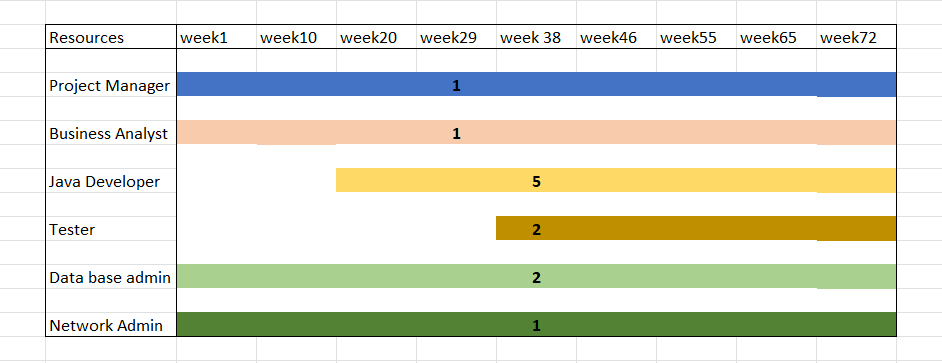 Resources week1 week10 week20 week29 week 38 week46 week55 week65 week72
Project Manager 1
Business Analyst 1
Java Developer 5
Tester 2
Data base admin 2
Network Admin 1